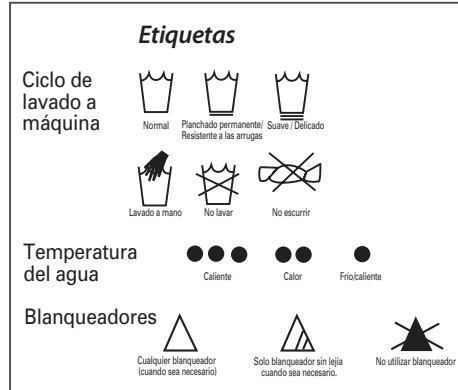 Etiquetas
Ciclo de
lavado a
máquina
Normal
Planchado permanente/
Resistente a las arrugas
Suave / Delicado
Lavado a mano
No lavar
No escurrir
Temperatura
del agua
Caliente
Calor
Frío/caliente
Blanqueadores
Cualquier blanqueador
(cuando sea necesario)
Solo blanqueador sin lejía
cuando sea necesario.
No utilizar blanqueador